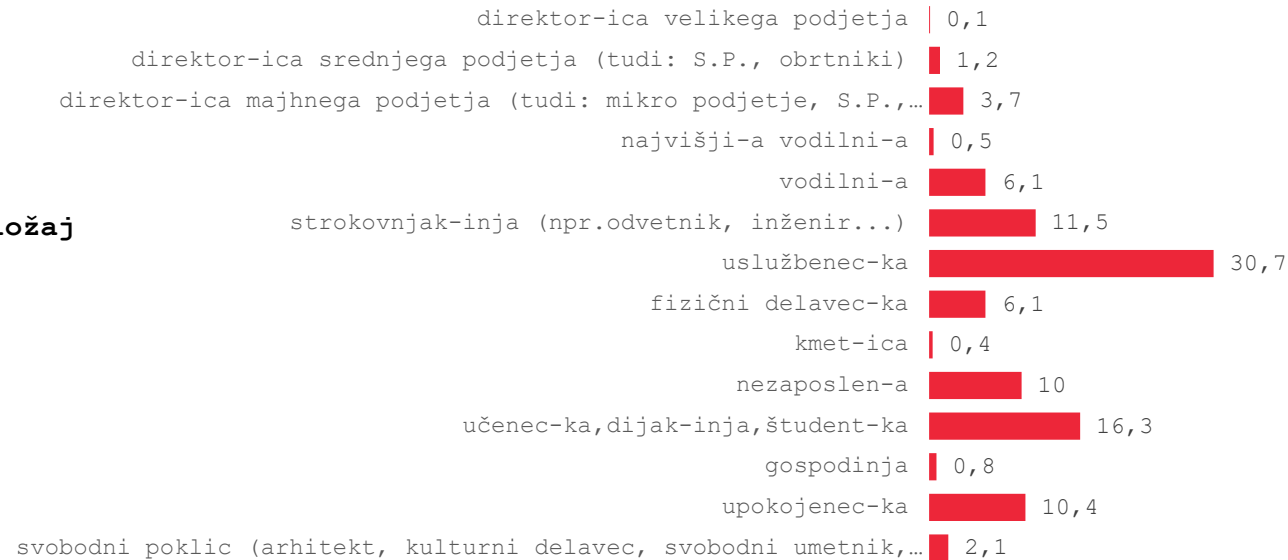 direktor-ica velikega podjetja 0,1
direktor-ica srednjega podjetja (tudi: S.P., obrtniki) 1,2
direktor-ica majhnega podjetja (tudi: mikro podjetje, S.P.,… 3,7
najvišji-a vodilni-a 0,5
vodilni-a 6,1
ložaj
strokovnjak-inja (npr.odvetnik, inženir...) 11,5
uslužbenec-ka 30,7
fizični delavec-ka 6,1
kmet-ica 0,4
nezaposlen-a 10
učenec-ka,dijak-inja,študent-ka 16,3
gospodinja 0,8
upokojenec-ka 10,4
svobodni poklic (arhitekt, kulturni delavec, svobodni umetnik,… 2,1